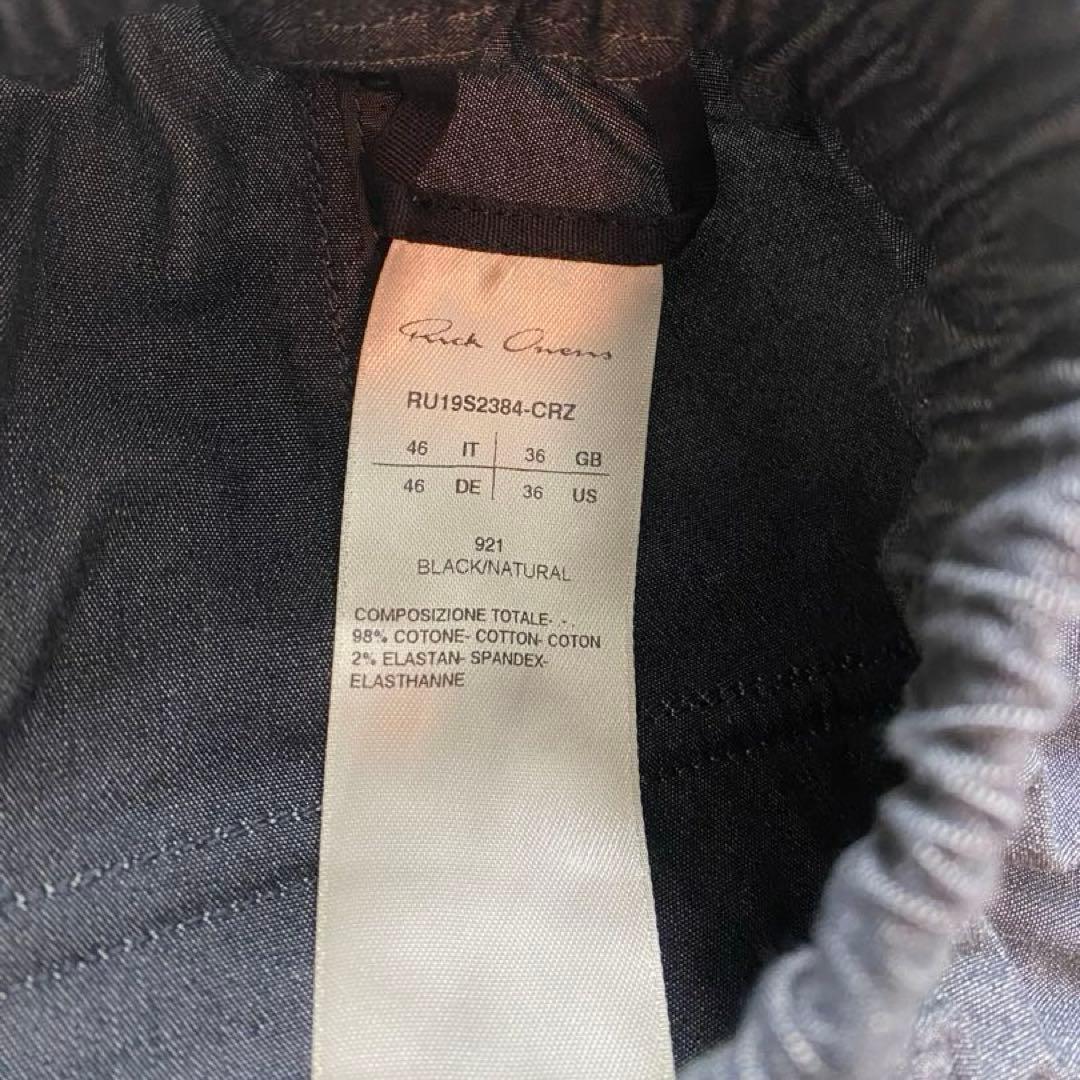 Rick Owens
RU19S2384-CRZ
46 IT 36 GB
46 DE 36 US
921
BLACK/NATURAL
COMPOSIZIONE TOTALE- - .
98% COTONE- COTTON- COTON
2% ELASTAN- SPANDEX-
ELASTHANNE